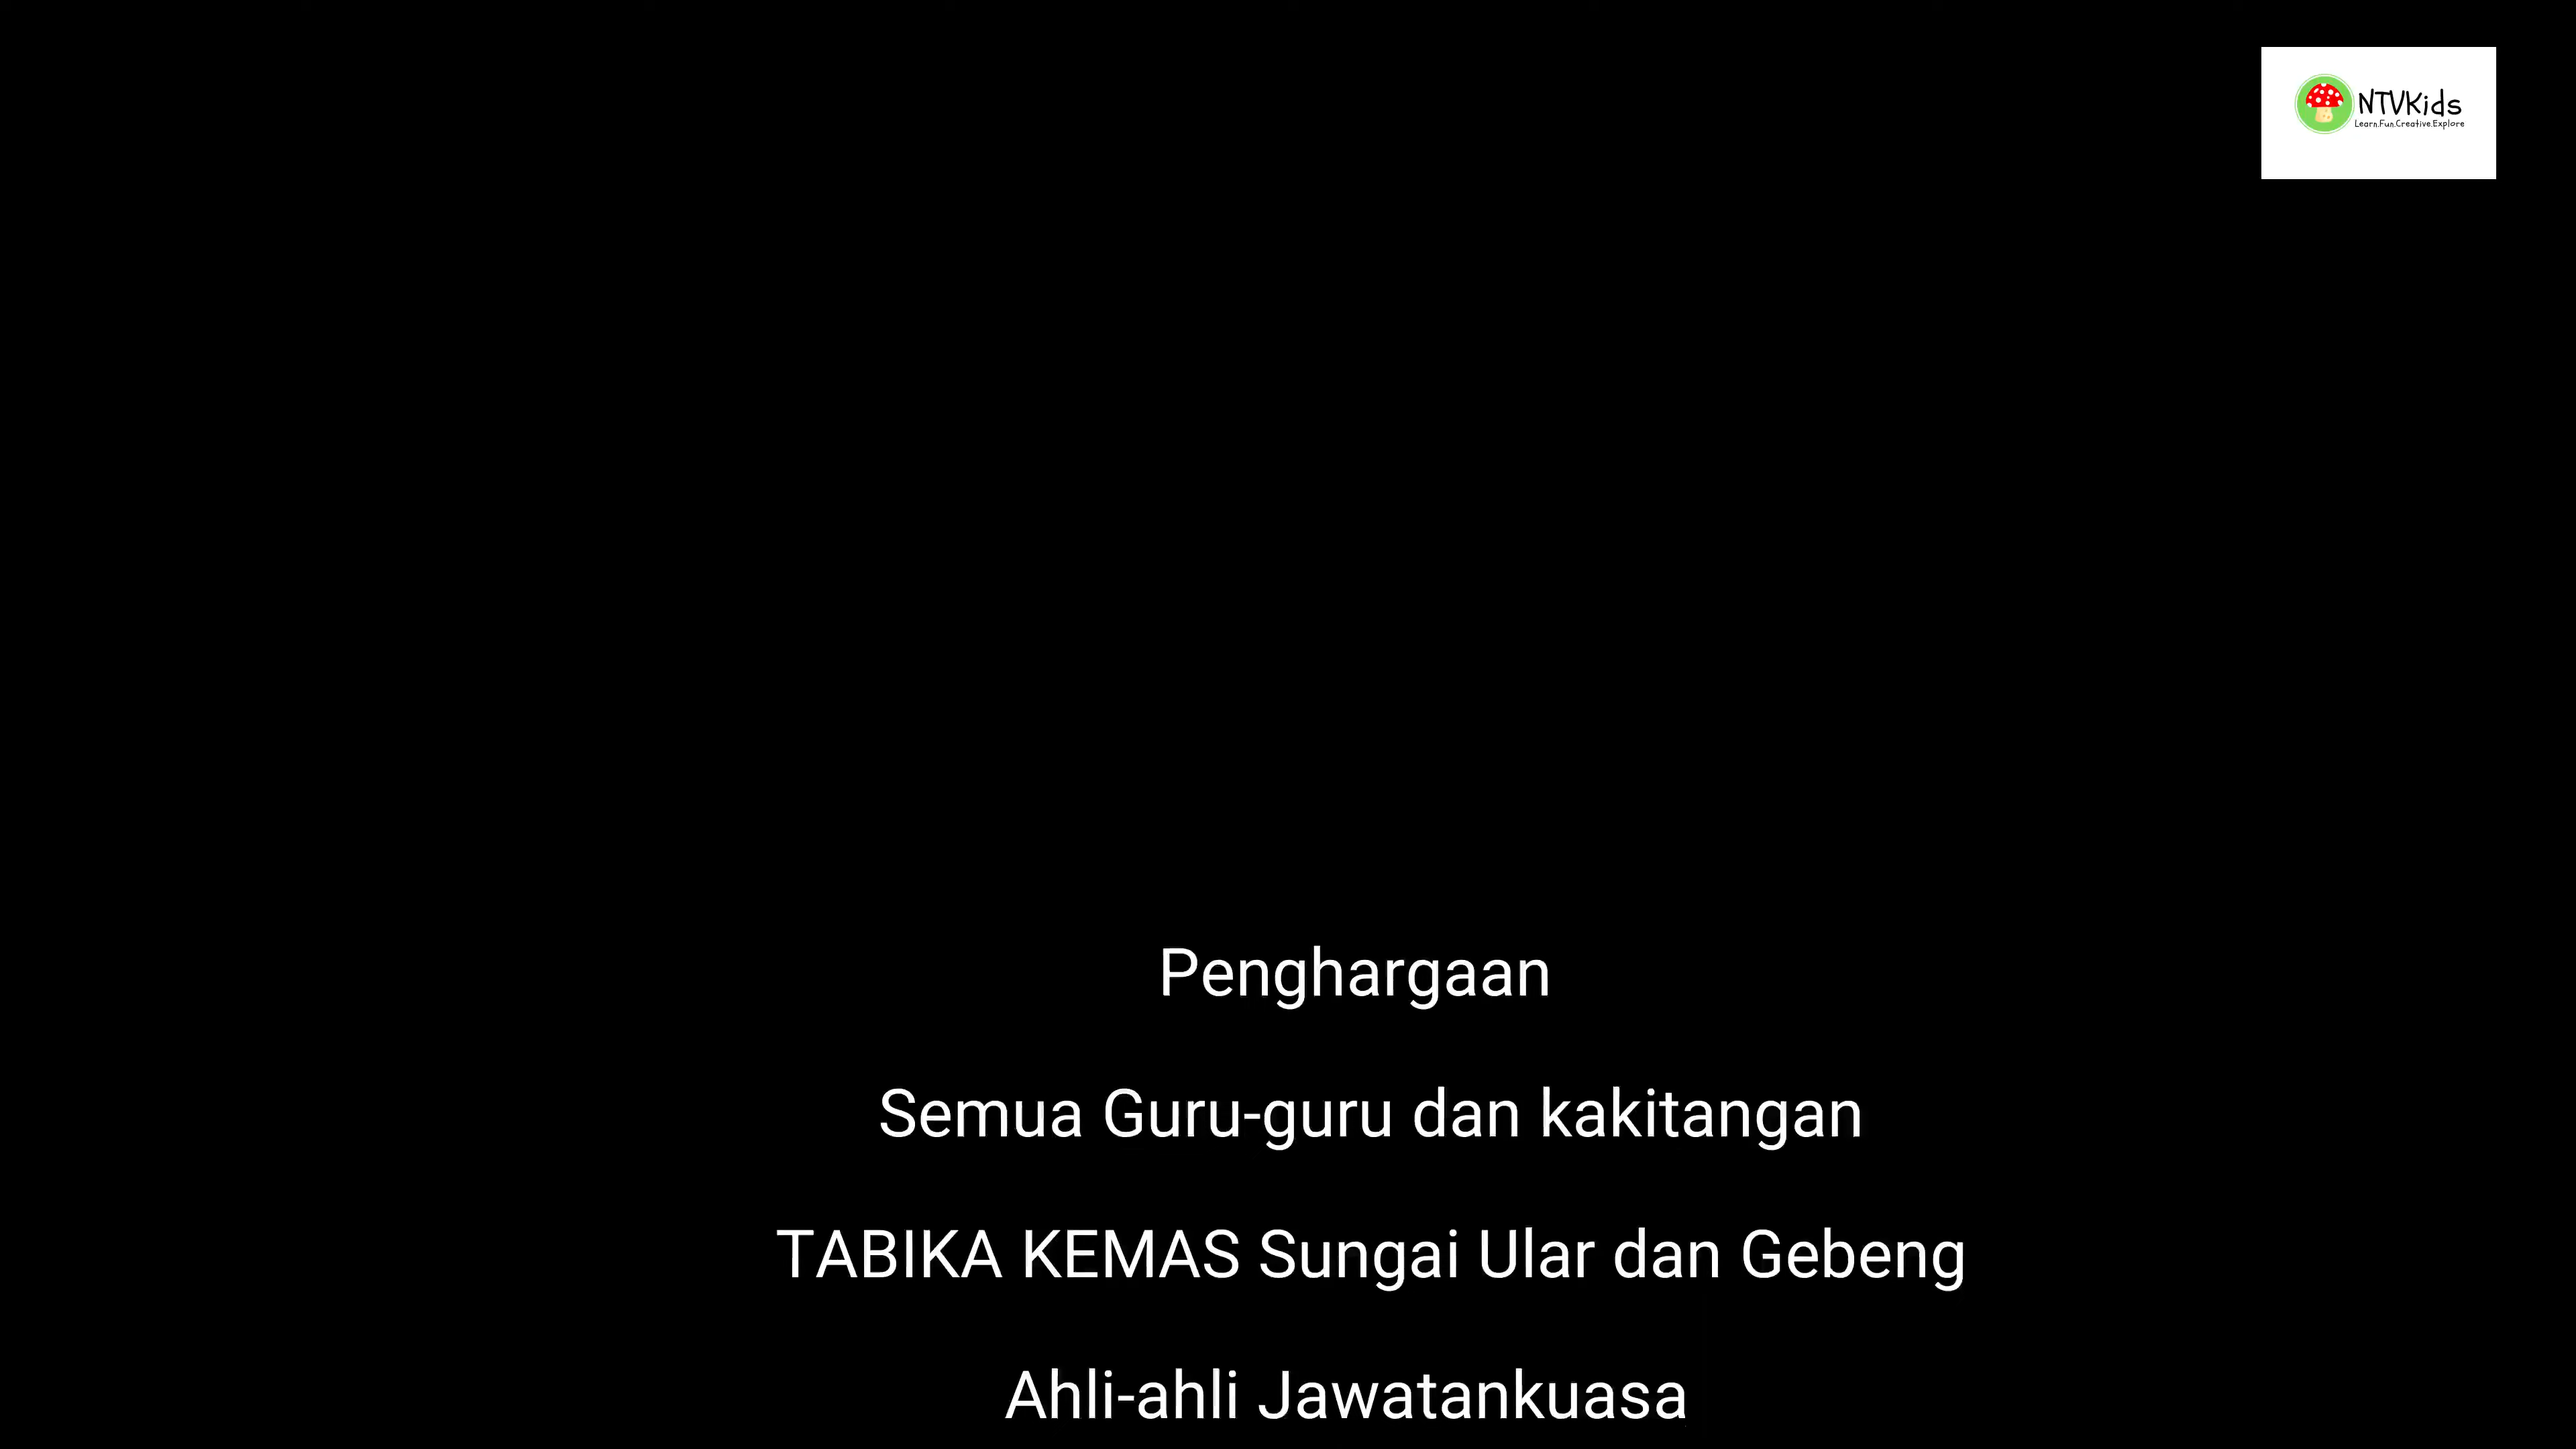 NTVKids
Learn.Fun.Creative.Explore
Penghargaan
Semua Guru-guru dan kakitangan
TABIKA KEMAS Sungai Ular dan Gebeng
Ahli-ahli Jawatankuasa